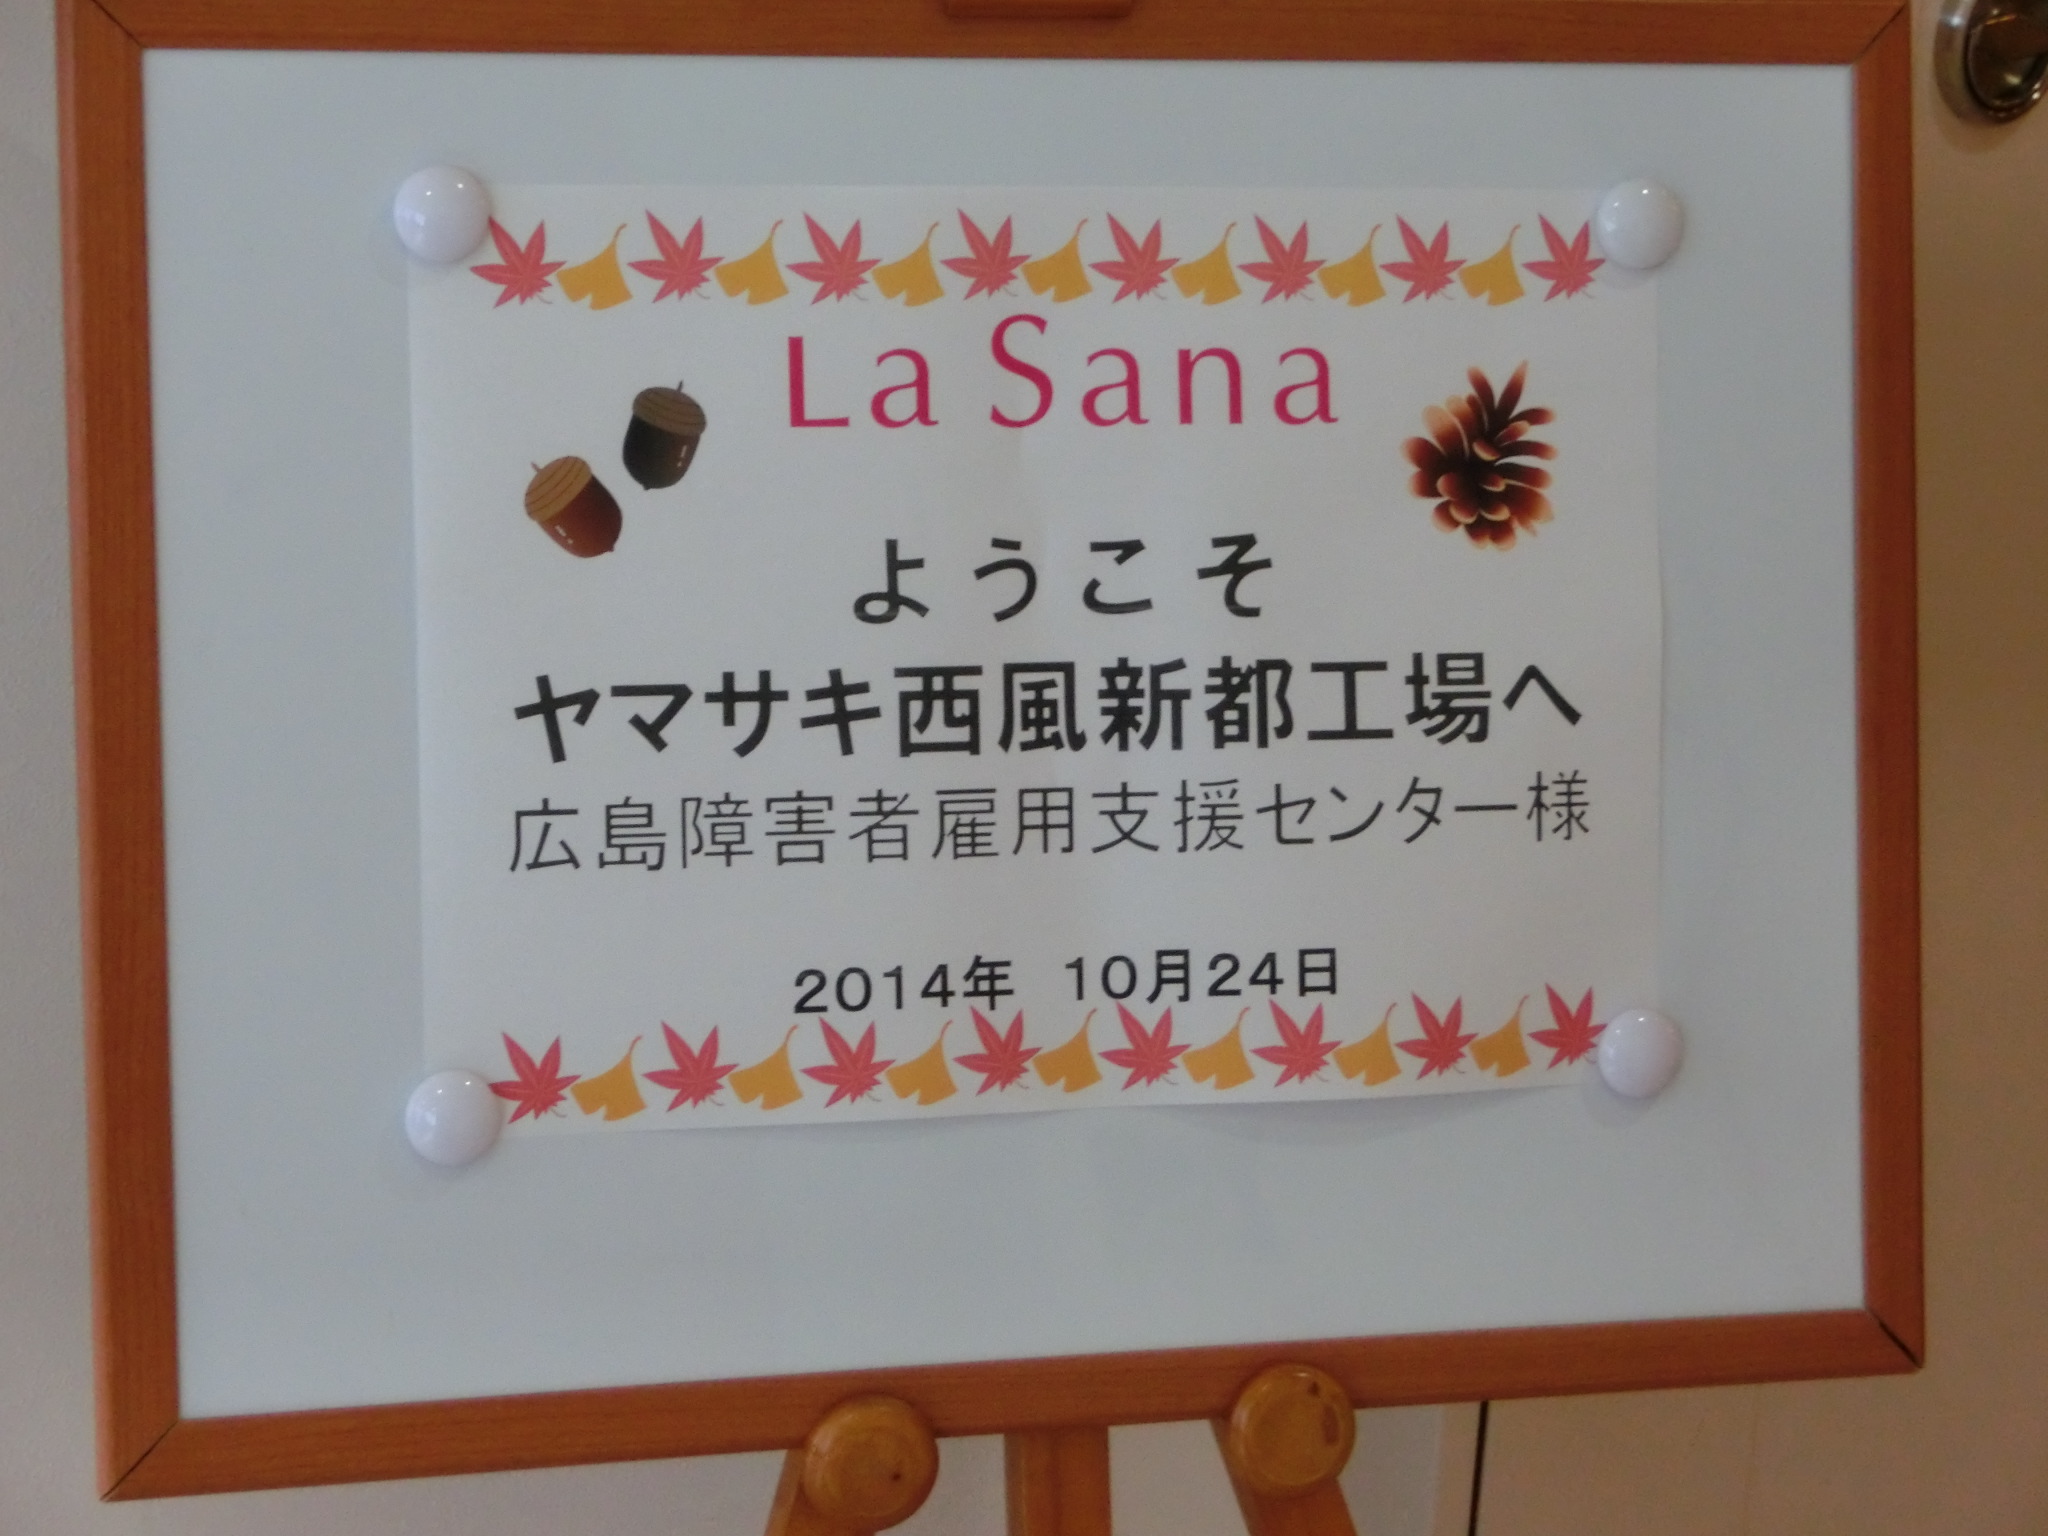 La Sana
ようこそ
ヤマサキ西風新都工場へ
広島障害者雇用支援センター様
2014年 10月24日